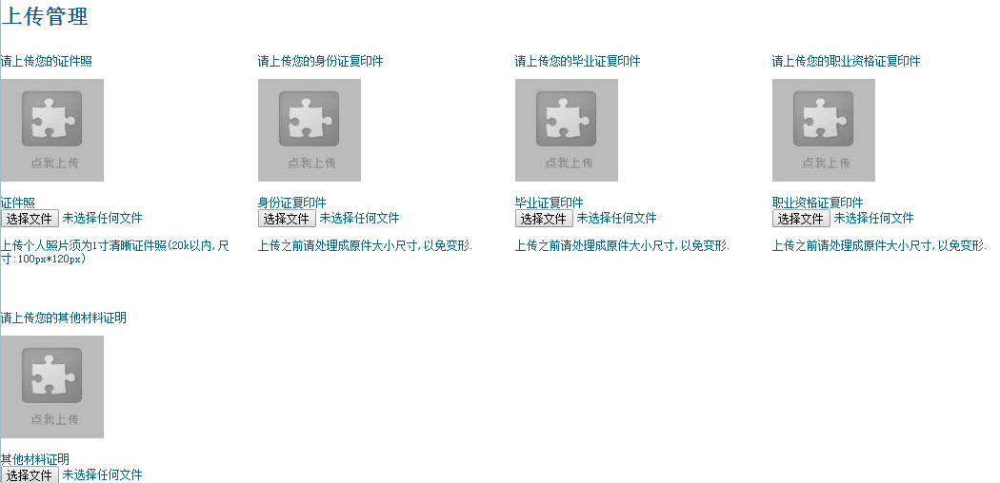 上传管理
请上传您的证件照
请上传您的身份证复印件
请上传您的毕业证复印件
请上传您的职业资格证复印件
点我上传
点我上传
点我上传
点我上传
证件照
身份证复印件
毕业证复印件
职业资格证复印件
选择文件 未选择任何文件
选择文件 未选择任何文件
选择文件 未选择任何文件
选择文件 未选择任何文件
上传个人照片须为1寸清晰证件照(20k以内,尺
寸:100px*120px)
上传之前请处理成原件大小尺寸,以免变形.
上传之前请处理成原件大小尺寸,以免变形.
上传之前请处理成原件大小尺寸,以免变形.
请上传您的其他材料证明
点我上传
其他材料证明
选择文件 未选择任何文件